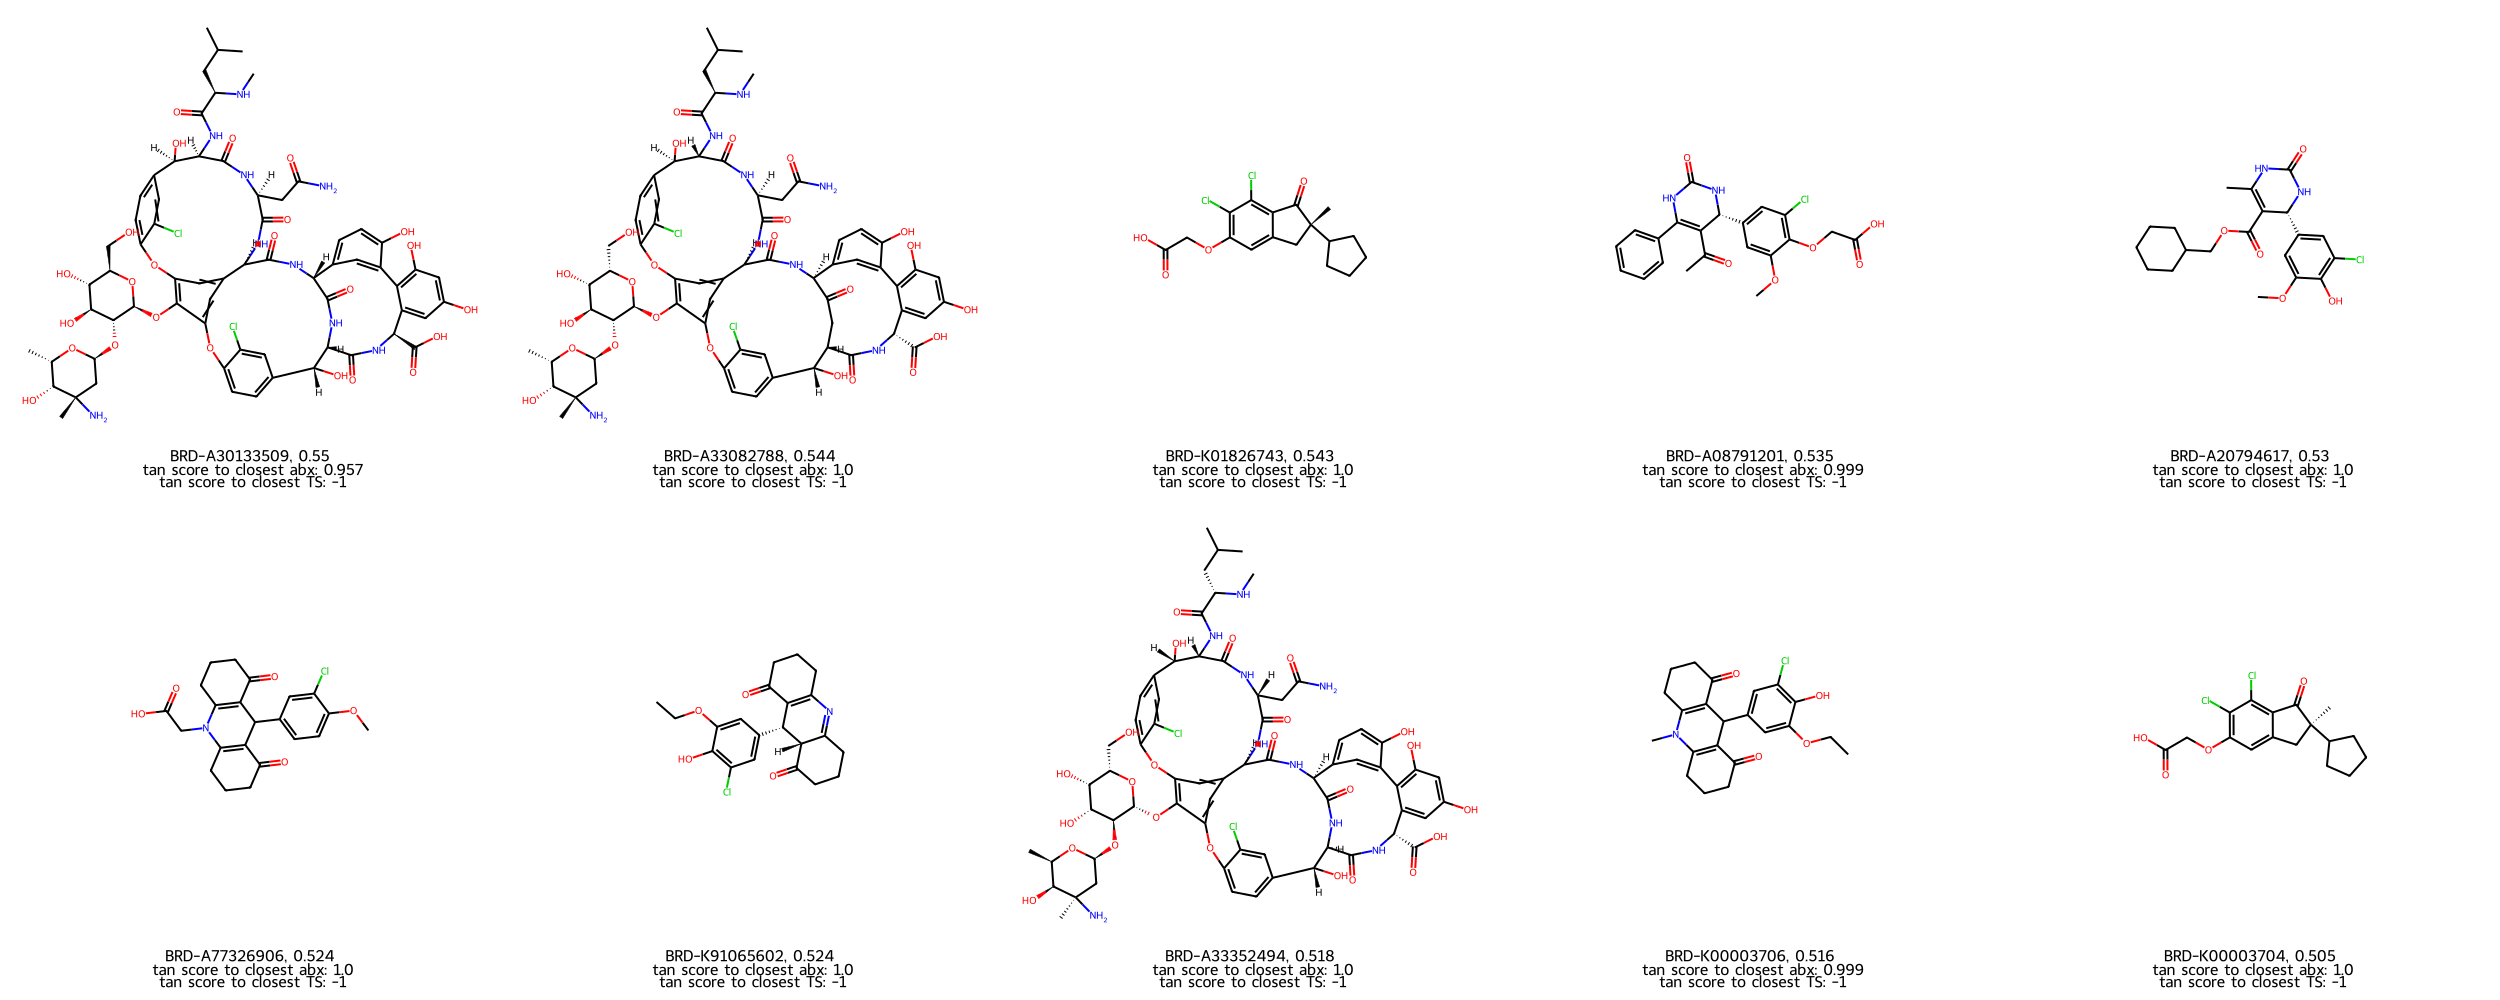 BRD-A30133509, 0.55
tan score to closest abx: 0.957
tan score to closest TS: -1
BRD-A33082788, 0.544
tan score to closest abx: 1.0
tan score to closest TS: -1
BRD-K01826743, 0.543
tan score to closest abx: 1.0
tan score to closest TS: -1
BRD-A08791201, 0.535
tan score to closest abx: 0.999
tan score to closest TS: -1
BRD-A20794617, 0.53
tan score to closest abx: 1.0
tan score to closest TS: -1
BRD-A77326906, 0.524
tan score to closest abx: 1.0
tan score to closest TS: -1
BRD-K91065602, 0.524
tan score to closest abx: 1.0
tan score to closest TS: -1
BRD-A33352494, 0.518
tan score to closest abx: 1.0
tan score to closest TS: -1
BRD-K00003706, 0.516
tan score to closest abx: 0.999
tan score to closest TS: -1
BRD-K00003704, 0.505
tan score to closest abx: 1.0
tan score to closest TS: -1